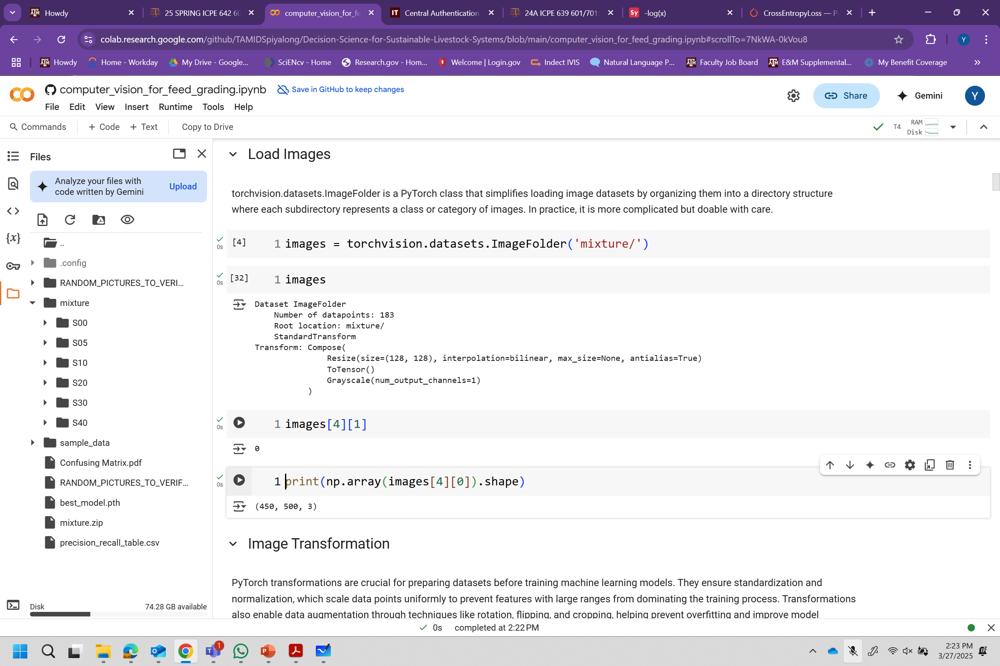 Howdy
25 SPRING ICPE 642 60
computer_vision_for_fe
IT Central Authentication
24A ICPE 639 601/701:
Sy -log(x)
CrossEntropyLoss — P
colab.research.google.com/github/TAMIDSpiyalong/Decision-Science-for-Sustainable-Livestock-Systems/blob/main/computer_vision_for_feed_grading.ipynb#scrollTo=7NkWA-0kVou8
Y
Howdy
Home - Workday
My Drive - Google...
SciENcv - Home
Research.gov - Hom...
Welcome | Login.gov
Indect IVIS
Natural Language P...
Faculty Job Board
E&M Supplemental...
My Benefit Coverage
»
computer_vision_for_feed_grading.ipynb
Save in GitHub to keep changes
Share
Gemini
Y
File Edit View Insert Runtime Tools Help
Commands
+ Code + Text
Copy to Drive
T4
RAM
Disk
Files
Analyze your files with
code written by Gemini
Upload
{x}
..
.config
RANDOM_PICTURES_TO_VERI...
mixture
S00
S05
S10
S20
S30
S40
sample_data
Confusing Matrix.pdf
RANDOM_PICTURES_TO_VERIF...
best_model.pth
mixture.zip
precision_recall_table.csv
Disk 74.28 GB available
Load Images
torchvision.datasets.ImageFolder is a PyTorch class that simplifies loading image datasets by organizing them into a directory structure
where each subdirectory represents a class or category of images. In practice, it is more complicated but doable with care.
0s [4] 1 images = torchvision.datasets.ImageFolder('mixture/')
0s [32] 1 images
Dataset ImageFolder
Number of datapoints: 183
Root location: mixture/
StandardTransform
Transform: Compose(
Resize(size=(128, 128), interpolation=bilinear, max_size=None, antialias=True)
ToTensor()
Grayscale(num_output_channels=1)
)
0s 1 images[4][1]
0
0s 1 print(np.array(images[4][0]).shape)
(450, 500, 3)
Image Transformation
PyTorch transformations are crucial for preparing datasets before training machine learning models. They ensure standardization and
normalization, which scale data points uniformly to prevent features with large ranges from dominating the training process. Transformations
also enable data augmentation through techniques like rotation, flipping, and cropping, helping prevent overfitting and improve model
0s completed at 2:22 PM
1
2:23 PM
3/27/2025